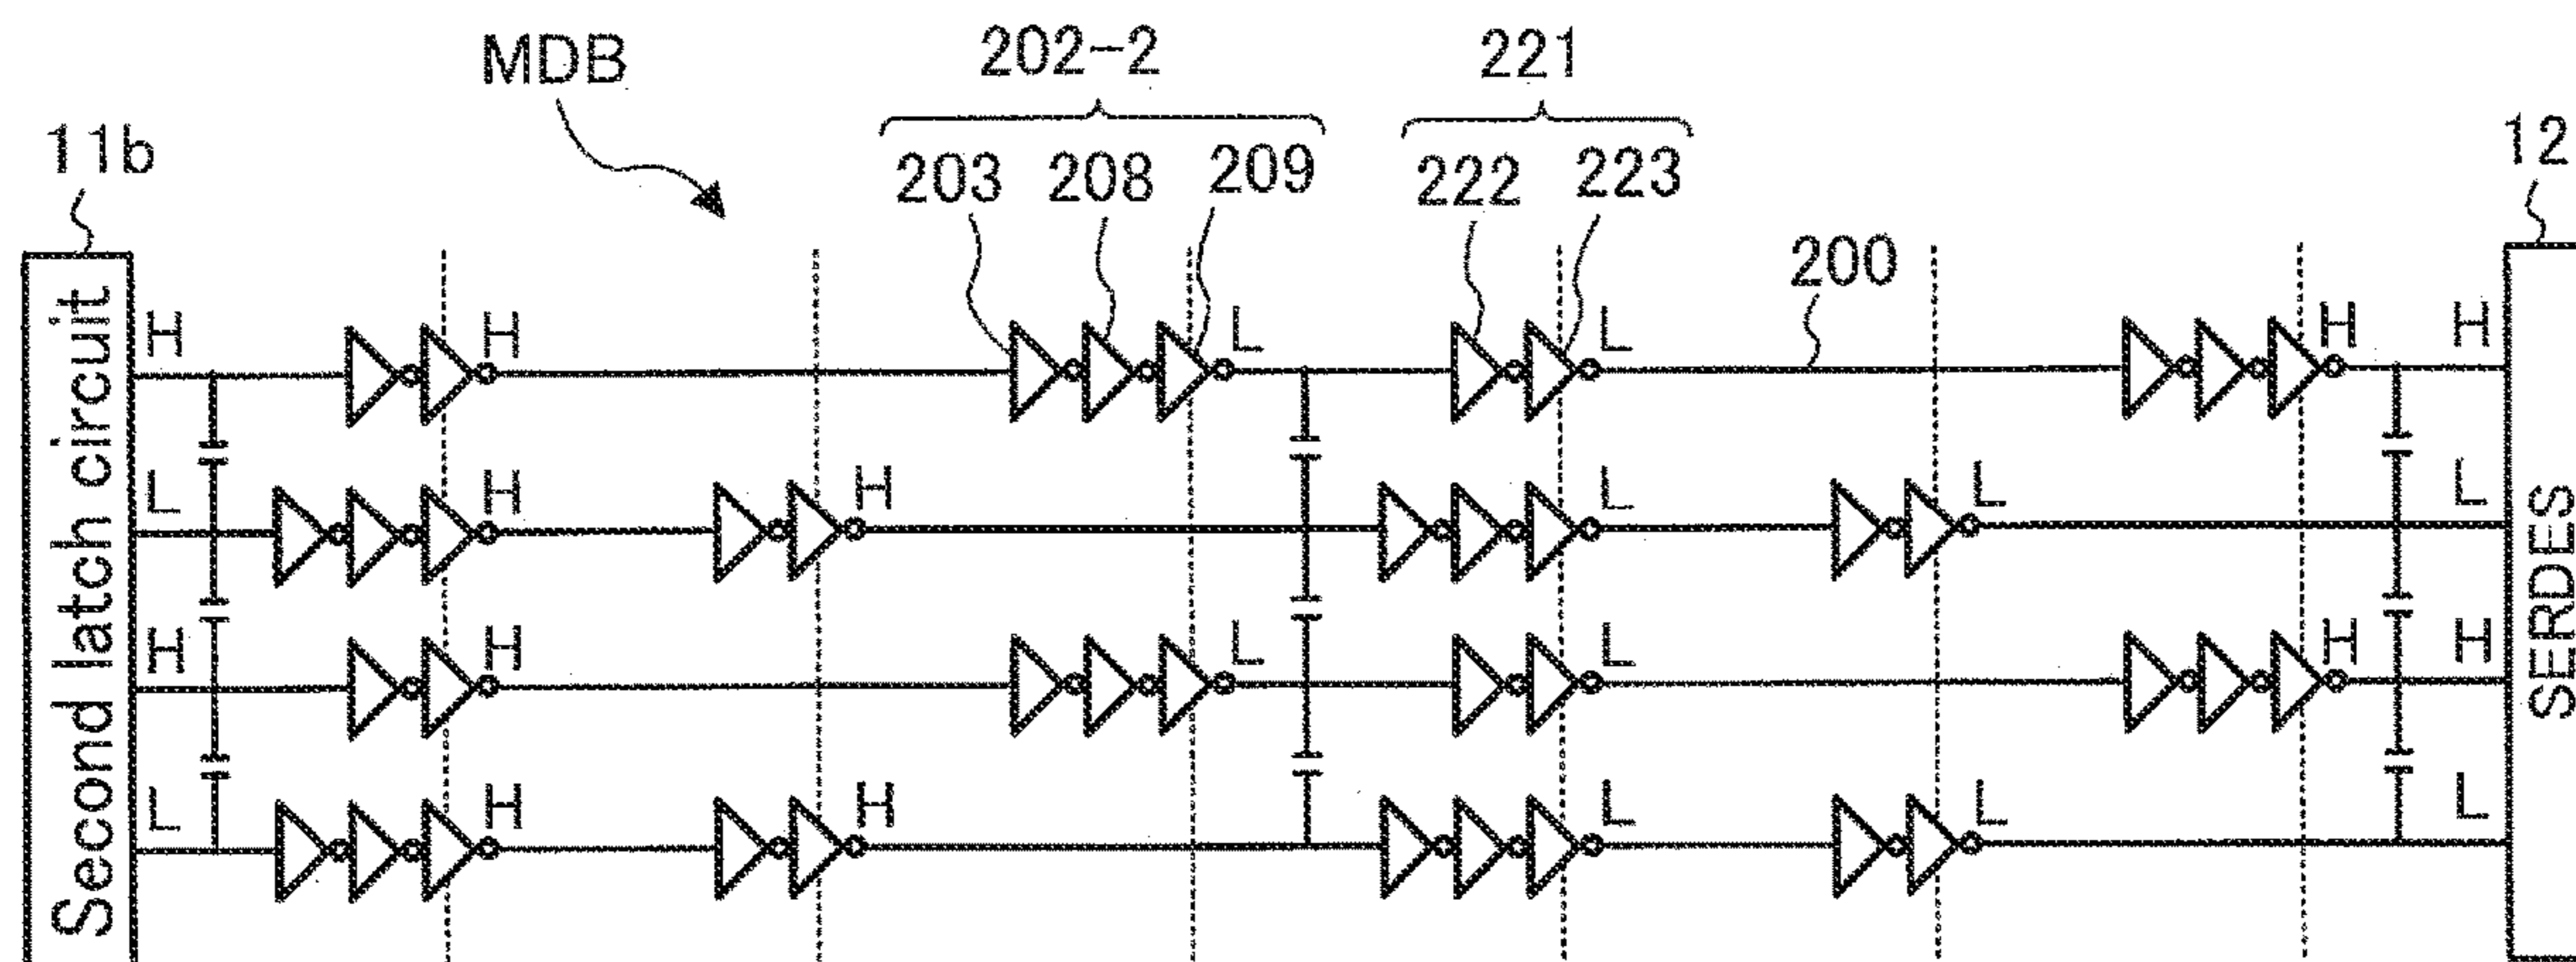 MDB
202-2
221
11b
203 208 209
222 223
12
200
Second latch circuit
SERDES
H H L L H H
L H H L L L
H H L L H H
L H H L L L